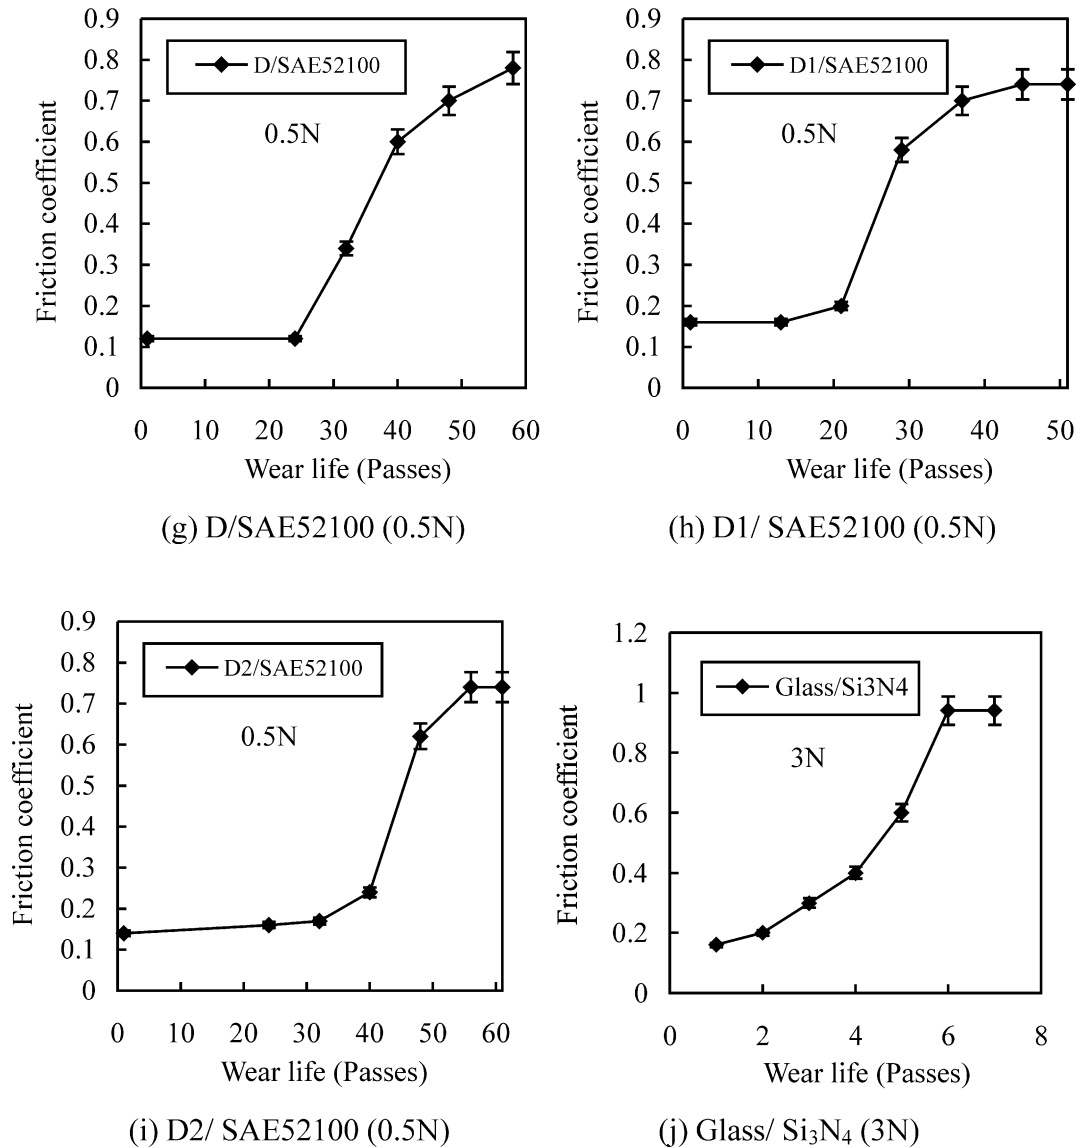 0.9
0.8
0.7
0.6
0.5
0.4
0.3
0.2
0.1
0
Friction coefficient
D/SAE52100
0.5N
0 10 20 30 40 50 60
Wear life (Passes)
(g) D/SAE52100 (0.5N)
0.9
0.8
0.7
0.6
0.5
0.4
0.3
0.2
0.1
0
Friction coefficient
D1/SAE52100
0.5N
0 10 20 30 40 50
Wear life (Passes)
(h) D1/ SAE52100 (0.5N)
0.9
0.8
0.7
0.6
0.5
0.4
0.3
0.2
0.1
0
Friction coefficient
D2/SAE52100
0.5N
0 10 20 30 40 50 60
Wear life (Passes)
(i) D2/ SAE52100 (0.5N)
1.2
1
0.8
0.6
0.4
0.2
0
Friction coefficient
Glass/Si3N4
3N
0 2 4 6 8
Wear life (Passes)
(j) Glass/ Si₃N₄ (3N)